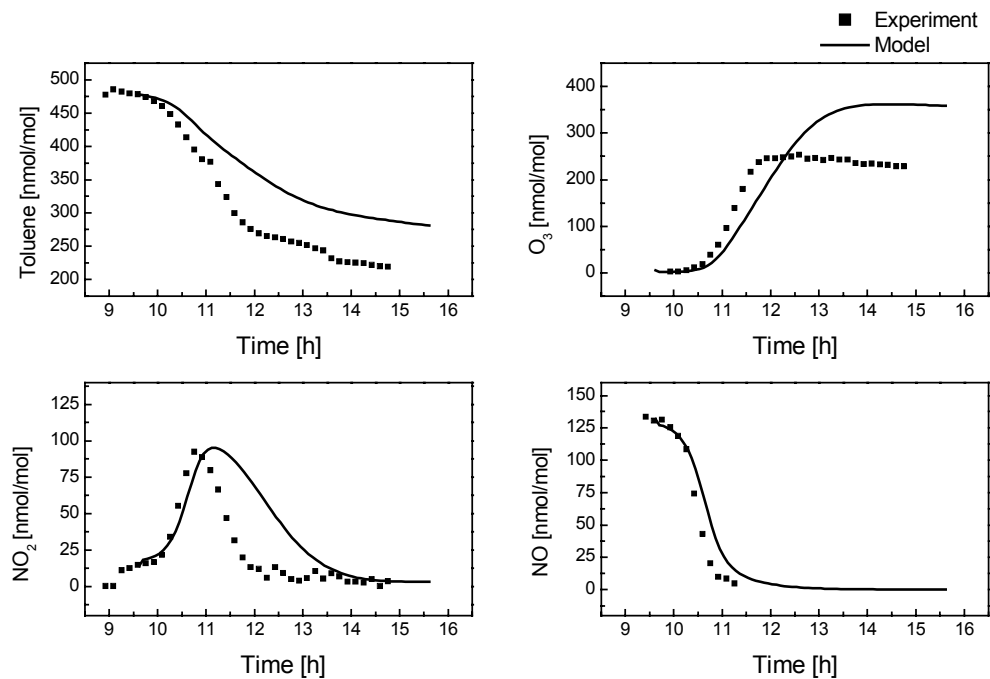 Experiment
Model
500
450
400
350
300
250
200
Toluene [nmol/mol]
9 10 11 12 13 14 15 16
Time [h]
400
300
200
100
0
O₃ [nmol/mol]
9 10 11 12 13 14 15 16
Time [h]
125
100
75
50
25
0
NO₂ [nmol/mol]
9 10 11 12 13 14 15 16
Time [h]
150
125
100
75
50
25
0
NO [nmol/mol]
9 10 11 12 13 14 15 16
Time [h]